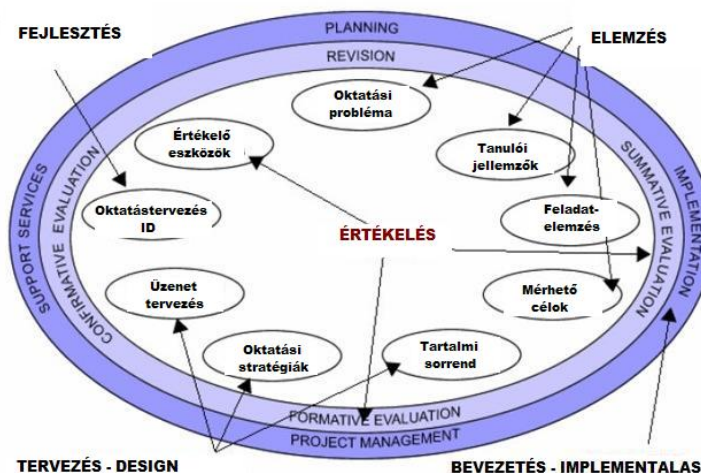 FEJLESZTÉS
PLANNING
ELEMZÉS
REVISION
Oktatási
probléma
Értékelő
eszközök
Tanulói
jellemzők
SUPPORT SERVICES
CONFIRMATIVE EVALUATION
SUMMATIVE EVALUATION
IMPLEMENTATION
Oktatástervezés
ID
Feladat-
elemzés
ÉRTÉKELÉS
Üzenet
tervezés
Mérhető
célok
Oktatási
stratégiák
Tartalmi
sorrend
FORMATIVE EVALUATION
PROJECT MANAGEMENT
TERVEZÉS - DESIGN
BEVEZETÉS - IMPLEMENTALAS